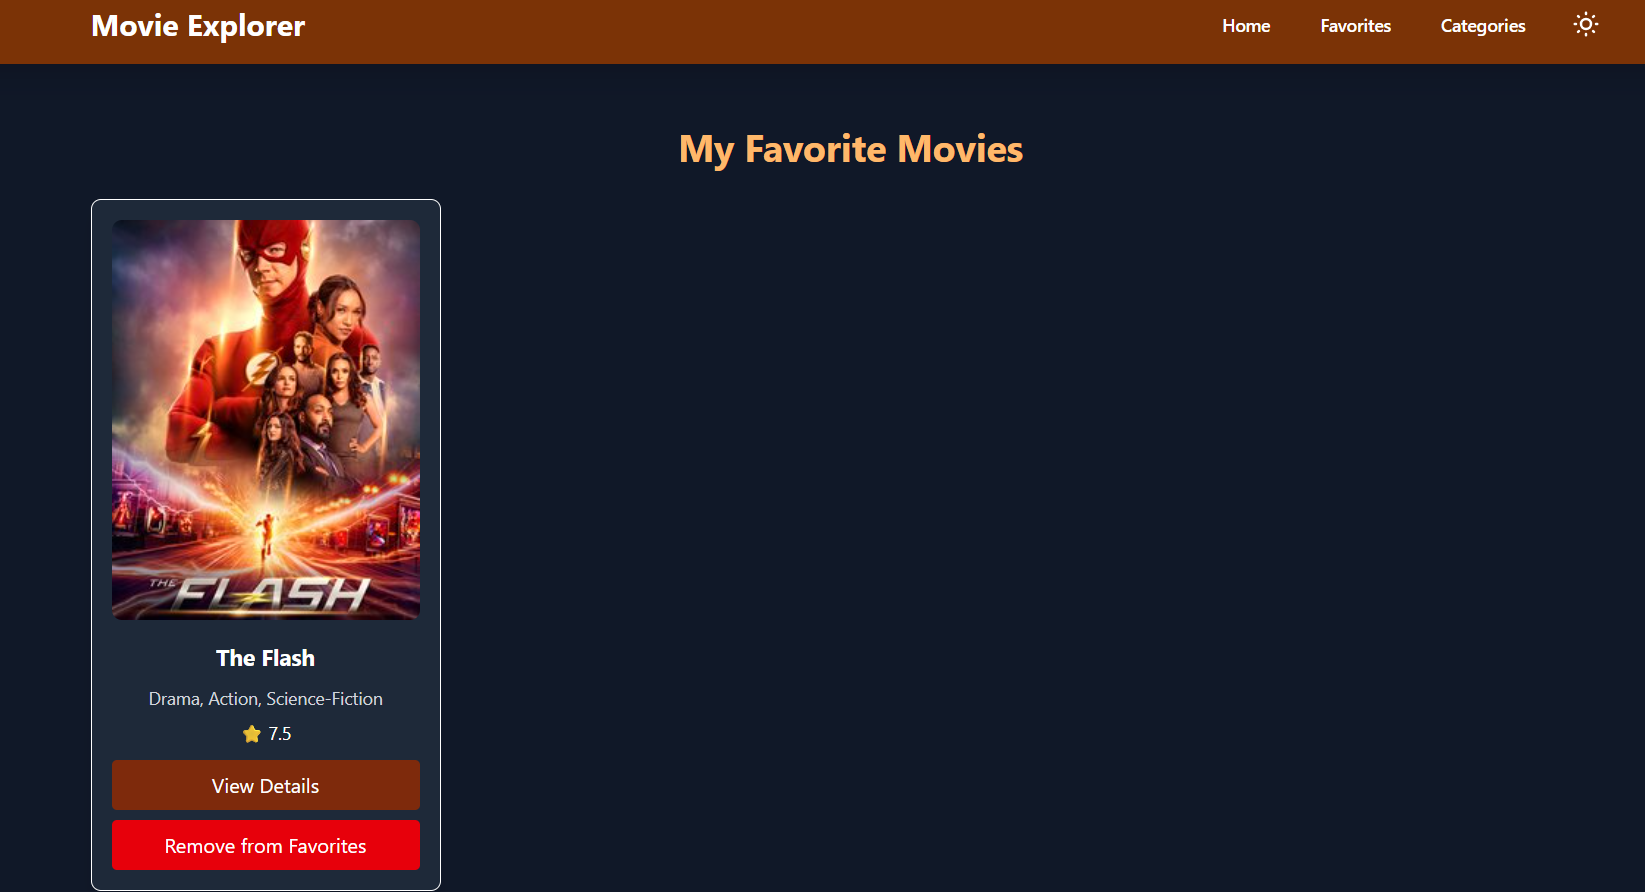 Movie Explorer
Home
Favorites
Categories
My Favorite Movies
THE
FLASH
The Flash
Drama, Action, Science-Fiction
7.5
View Details
Remove from Favorites